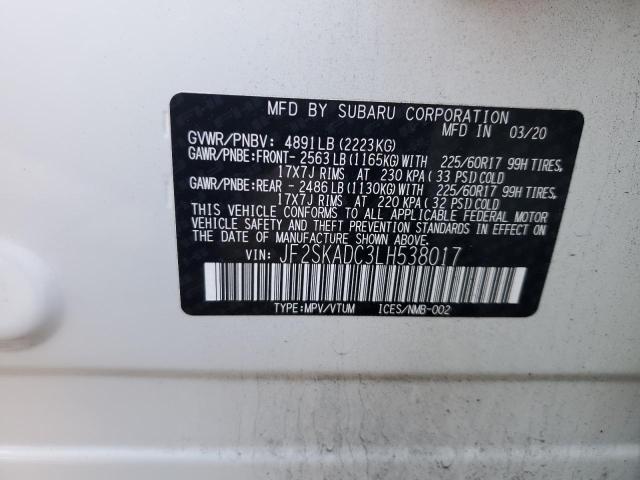 MFD BY SUBARU CORPORATION
MFD IN 03/20
GVWR/PNBV: 4891LB(2223KG)
GAWR/PNBE:FRONT- 2563LB(1165KG)WITH 225/60R17 99H TIRES,
17X7J RIMS AT 230 KPA( 33 PSI)COLD
GAWR/PNBE:REAR - 2486LB(1130KG)WITH 225/60R17 99H TIRES,
17X7J RIMS AT 220 KPA( 32 PSI)COLD
THIS VEHICLE CONFORMS TO ALL APPLICABLE FEDERAL MOTOR
VEHICLE SAFETY AND THEFT PREVENTION STANDARDS IN EFFECT ON
THE DATE OF MANUFACTURE SHOWN ABOVE.
VIN: JF2SKADC3LH538017
TYPE:MPV/VTUM ICES/NMB-002